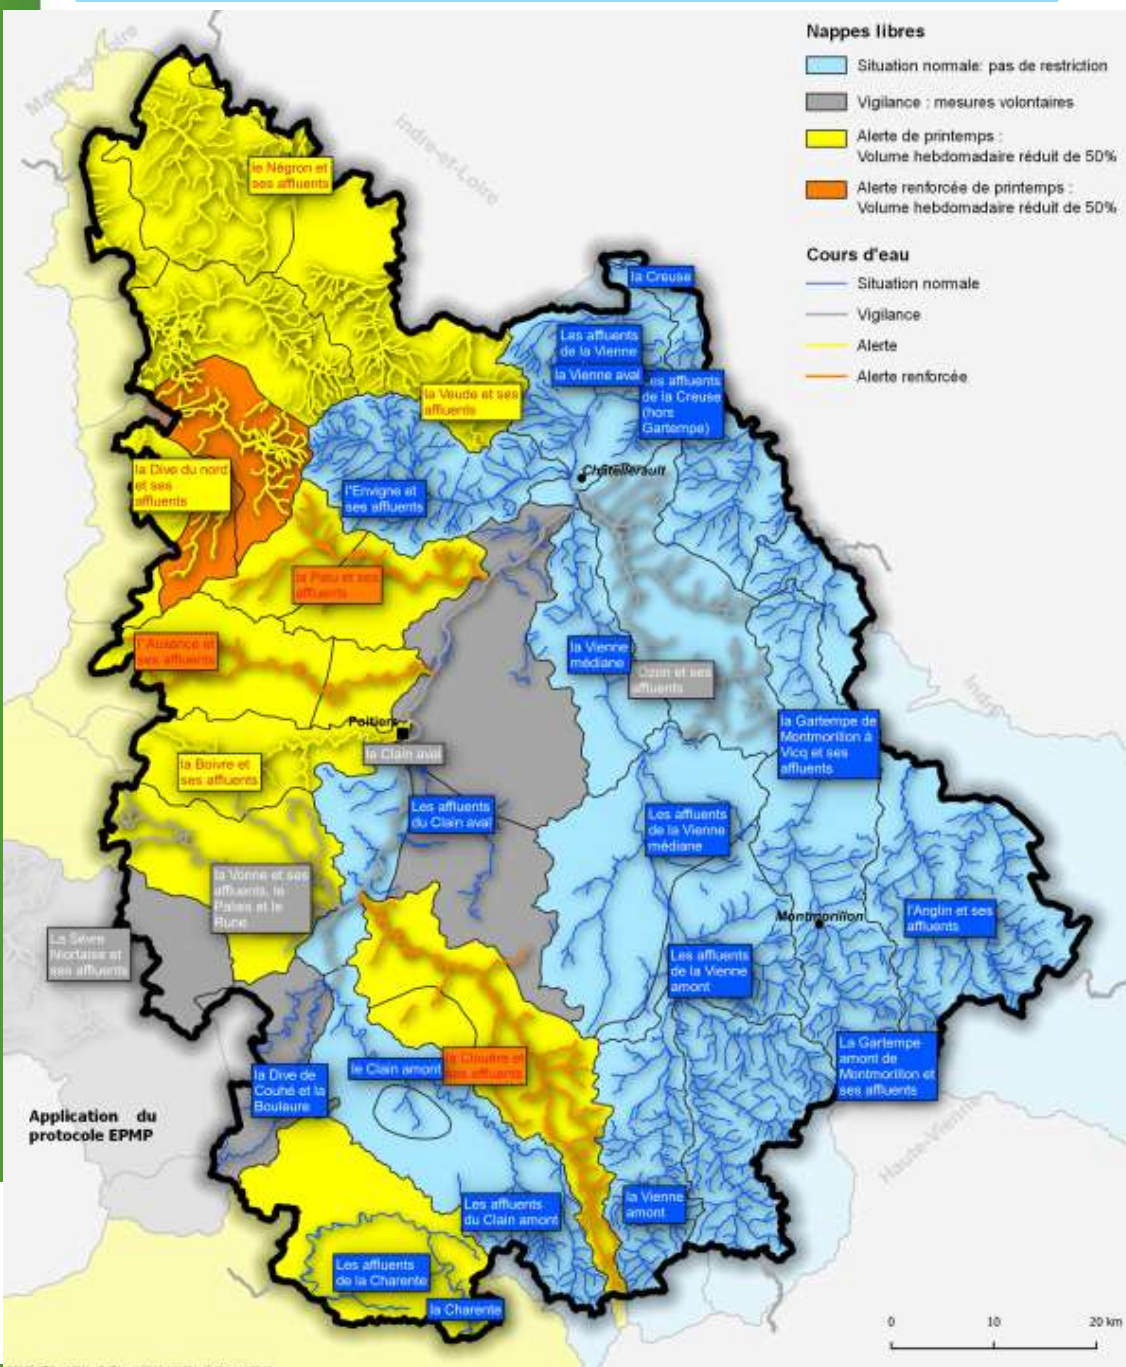 Nappes libres
Situation normale: pas de restriction
Vigilance : mesures volontaires
Alerte de printemps :
Volume hebdomadaire réduit de 50%
Alerte renforcée de printemps :
Volume hebdomadaire réduit de 50%
Cours d'eau
Situation normale
Vigilance
Alerte
Alerte renforcée
Maine-et-Loire
Indre-et-Loire
le Négron et
ses affluents
la Creuse
Les affluents
de la Vienne
la Vienne aval
les affluents
de la Creuse
(hors
Gartempe)
la Veude et ses
affluents
la Dive du nord
et ses
affluents
l'Envigne et
ses affluents
Châtellerault
la Palu et ses
affluents
l'Auxance et
ses affluents
la Vienne
médiane
Ozon et ses
affluents
Indre
Poitiers
le Clain aval
la Boivre et
ses affluents
la Gartempe de
Montmorillon à
Vicq et ses
affluents
Les affluents
du Clain aval
Les affluents
de la Vienne
médiane
la Vonne et ses
affluents, le
Palais et le
Rune
Montmorillon
l'Anglin et ses
affluents
La Sèvre
Niortaise et
ses affluents
Les affluents
de la Vienne
amont
La Gartempe
amont de
Montmorillon et
ses affluents
la Dive de
Couhé et la
Bouleure
le Clain amont
la Clouère et
ses affluents
Application du
protocole EPMP
Haute-Vienne
Les affluents
du Clain amont
la Vienne
amont
Les affluents
de la Charente
la Charente
0 10 20 km